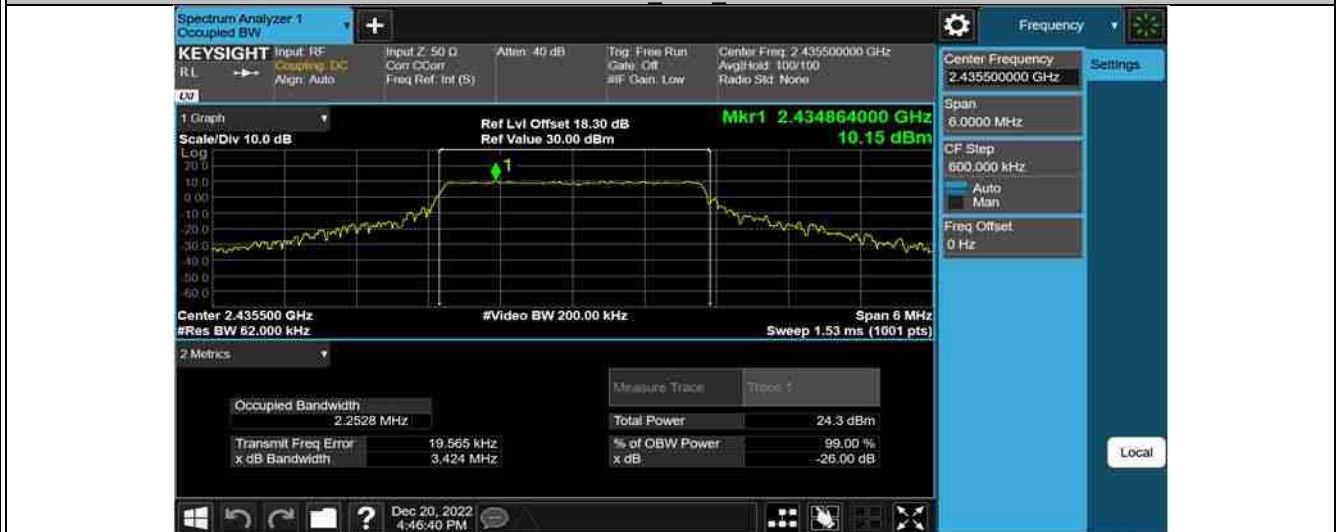 Spectrum Analyzer 1
Occupied BW
+
Frequency
KEYSIGHT
RL
LXI
Input: RF
Coupling: DC
Align: Auto
Input Z: 50 Ω
Corr CCorr
Freq Ref: Int (S)
Atten: 40 dB
Trig: Free Run
Gate: Off
#IF Gain: Low
Center Freq: 2.435500000 GHz
Avg|Hold: 100/100
Radio Std: None
Center Frequency
2.435500000 GHz
Settings
Span
6.0000 MHz
CF Step
600.000 kHz
Auto
Man
Freq Offset
0 Hz
1 Graph
Scale/Div 10.0 dB
Ref Lvl Offset 18.30 dB
Ref Value 30.00 dBm
Mkr1 2.434864000 GHz
10.15 dBm
Log
20.0
10.0
0.00
-10.0
-20.0
-30.0
-40.0
-50.0
-60.0
1
Center 2.435500 GHz
#Res BW 62.000 kHz
#Video BW 200.00 kHz
Span 6 MHz
Sweep 1.53 ms (1001 pts)
2 Metrics
Measure Trace
Trace 1
Occupied Bandwidth
2.2528 MHz
Total Power
24.3 dBm
Transmit Freq Error
19.565 kHz
% of OBW Power
99.00 %
x dB Bandwidth
3.424 MHz
x dB
-26.00 dB
Local
?
Dec 20, 2022
4:46:40 PM